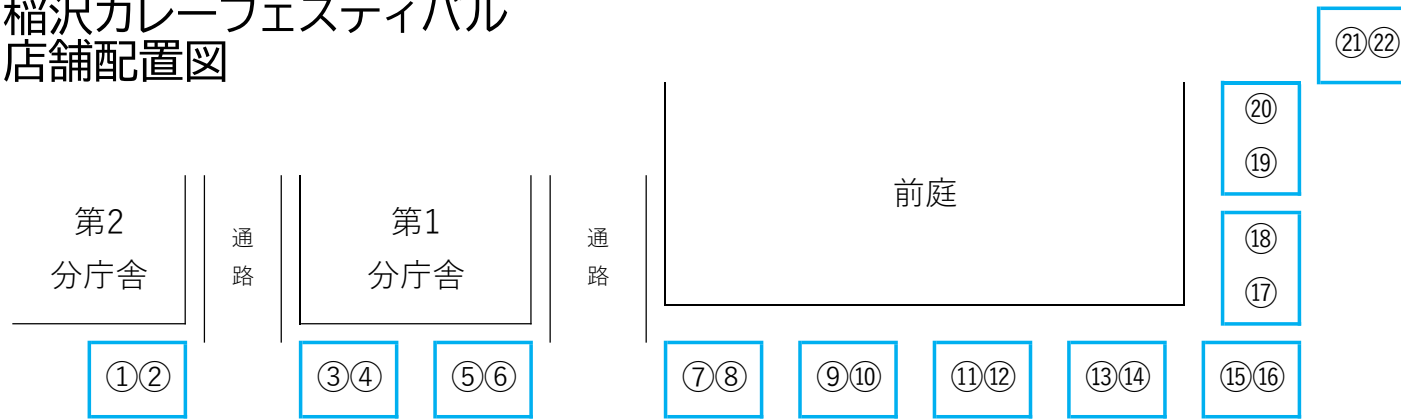 稲沢カレーフェスティバル
店舗配置図
㉑㉒
⑳
⑲
前庭
第2
分庁舎
通
路
第1
分庁舎
通
路
⑱
⑰
①②
③④
⑤⑥
⑦⑧
⑨⑩
⑪⑫
⑬⑭
⑮⑯